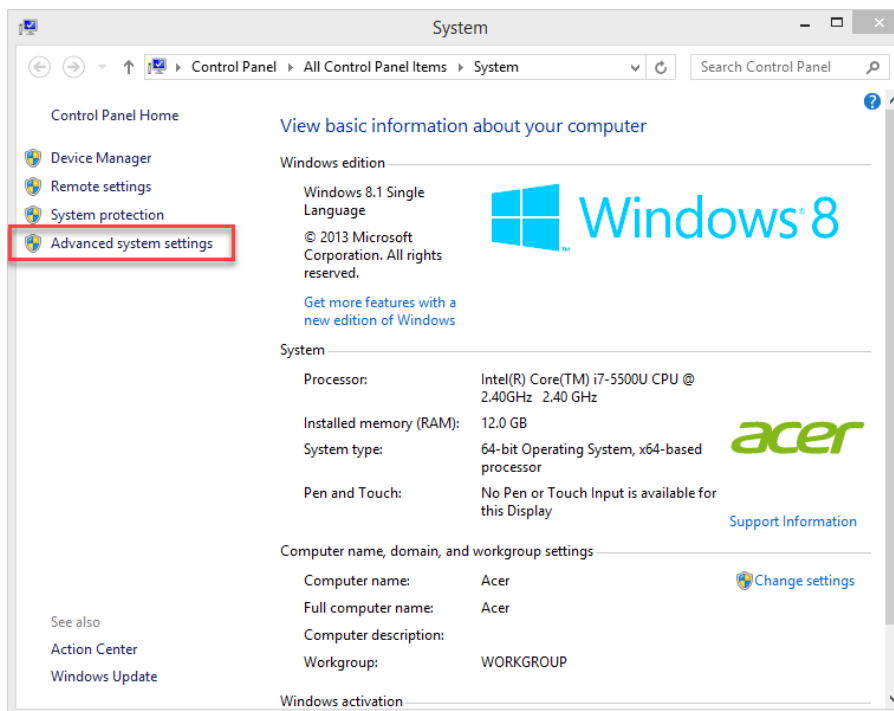 System
Control Panel All Control Panel Items System
Search Control Panel
Control Panel Home
Device Manager
Remote settings
System protection
Advanced system settings
See also
Action Center
Windows Update
View basic information about your computer
Windows edition
Windows 8.1 Single
Language
© 2013 Microsoft
Corporation. All rights
reserved.
Get more features with a
new edition of Windows
Windows® 8
™
System
Processor: Intel(R) Core(TM) i7-5500U CPU @
2.40GHz 2.40 GHz
Installed memory (RAM): 12.0 GB
System type: 64-bit Operating System, x64-based
processor
Pen and Touch: No Pen or Touch Input is available for
this Display
acer
Support Information
Computer name, domain, and workgroup settings
Computer name: Acer
Change settings
Full computer name: Acer
Computer description:
Workgroup: WORKGROUP
Windows activation